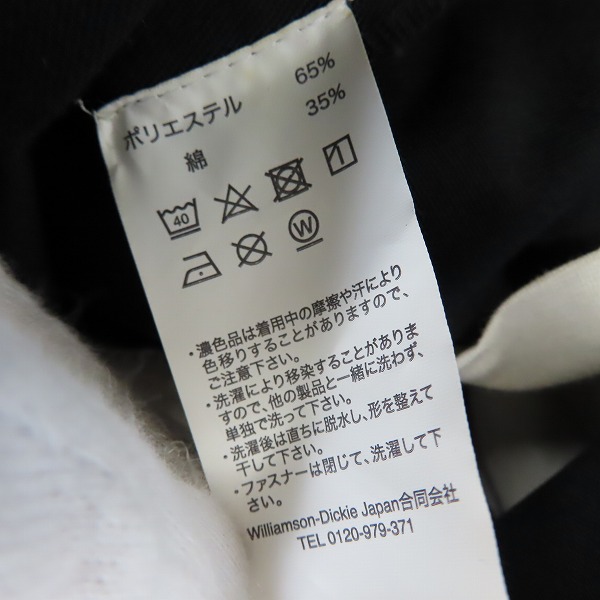 ポリエステル 65%
綿 35%
40
W
・濃色品は着用中の摩擦や汗により
色移りすることがありますので、
ご注意下さい。
・洗濯により移染することがありま
すので、他の製品と一緒に洗わず、
単独で洗って下さい。
・洗濯後は直ちに脱水し、形を整えて
干して下さい。
・ファスナーは閉じて、洗濯して下
さい。
Williamson-Dickie Japan合同会社
TEL 0120-979-371